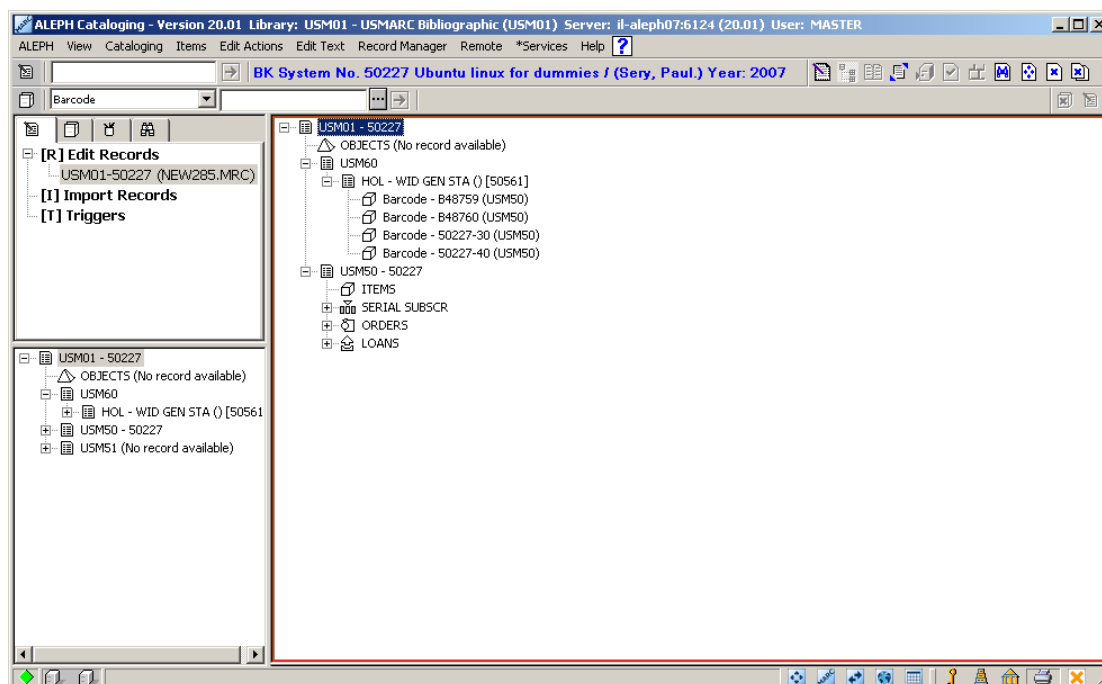 ALEPH Cataloging - Version 20.01 Library: USM01 - USMARC Bibliographic (USM01) Server: il-aleph07:6124 (20.01) User: MASTER
ALEPH View Cataloging Items Edit Actions Edit Text Record Manager Remote *Services Help ?
BK System No. 50227 Ubuntu linux for dummies / (Sery, Paul.) Year: 2007
Barcode ...
[R] Edit Records
USM01-50227 (NEW285.MRC)
[I] Import Records
[T] Triggers
USM01 - 50227
OBJECTS (No record available)
USM60
HOL - WID GEN STA () [50561
USM50 - 50227
USM51 (No record available)
USM01 - 50227
OBJECTS (No record available)
USM60
HOL - WID GEN STA () [50561]
Barcode - B48759 (USM50)
Barcode - B48760 (USM50)
Barcode - 50227-30 (USM50)
Barcode - 50227-40 (USM50)
USM50 - 50227
ITEMS
SERIAL SUBSCR
ORDERS
LOANS